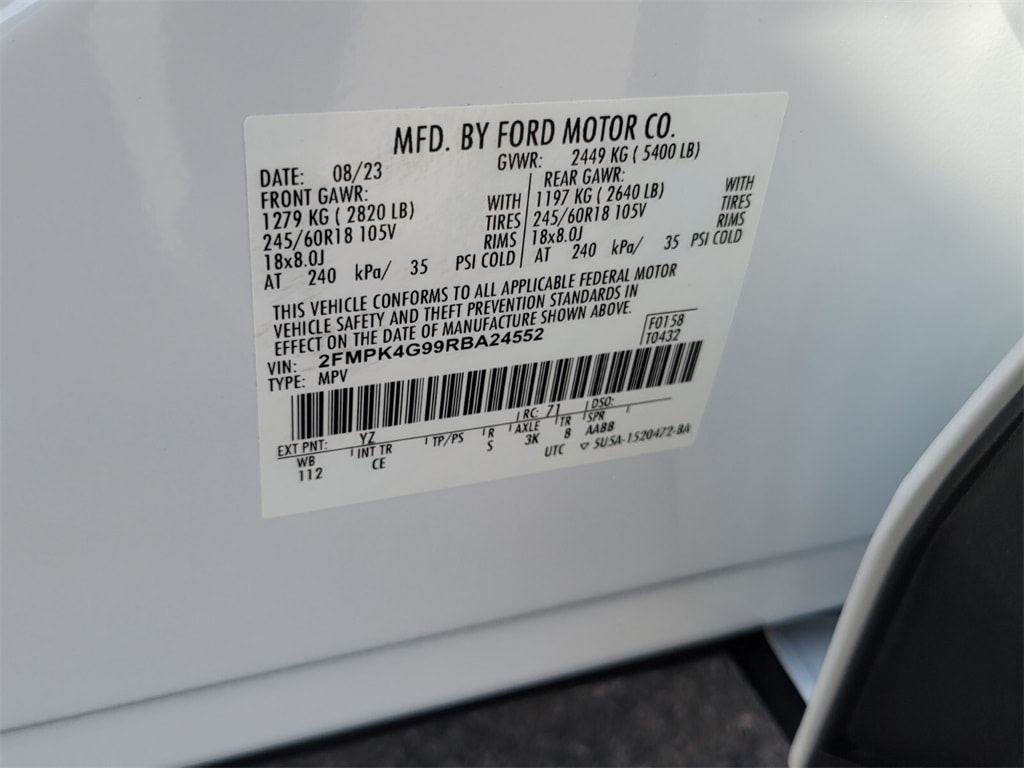 MFD. BY FORD MOTOR CO.
DATE: 08/23 GVWR: 2449 KG ( 5400 LB)
FRONT GAWR: REAR GAWR:
1279 KG ( 2820 LB) WITH 1197 KG ( 2640 LB) WITH
245/60R18 105V TIRES 245/60R18 105V TIRES
18x8.0J RIMS 18x8.0J RIMS
AT 240 kPa/ 35 PSI COLD AT 240 kPa/ 35 PSI COLD
THIS VEHICLE CONFORMS TO ALL APPLICABLE FEDERAL MOTOR
VEHICLE SAFETY AND THEFT PREVENTION STANDARDS IN
EFFECT ON THE DATE OF MANUFACTURE SHOWN ABOVE.
VIN: 2FMPK4G99RBA24552 F0158
TYPE: MPV T0432
EXT PNT: YZ RC: 71 DSO:
WB INT TR TP/PS R AXLE TR SPR
112 CE S 3K 8 AABB
UTC ▽ 5U5A-1520472-BA